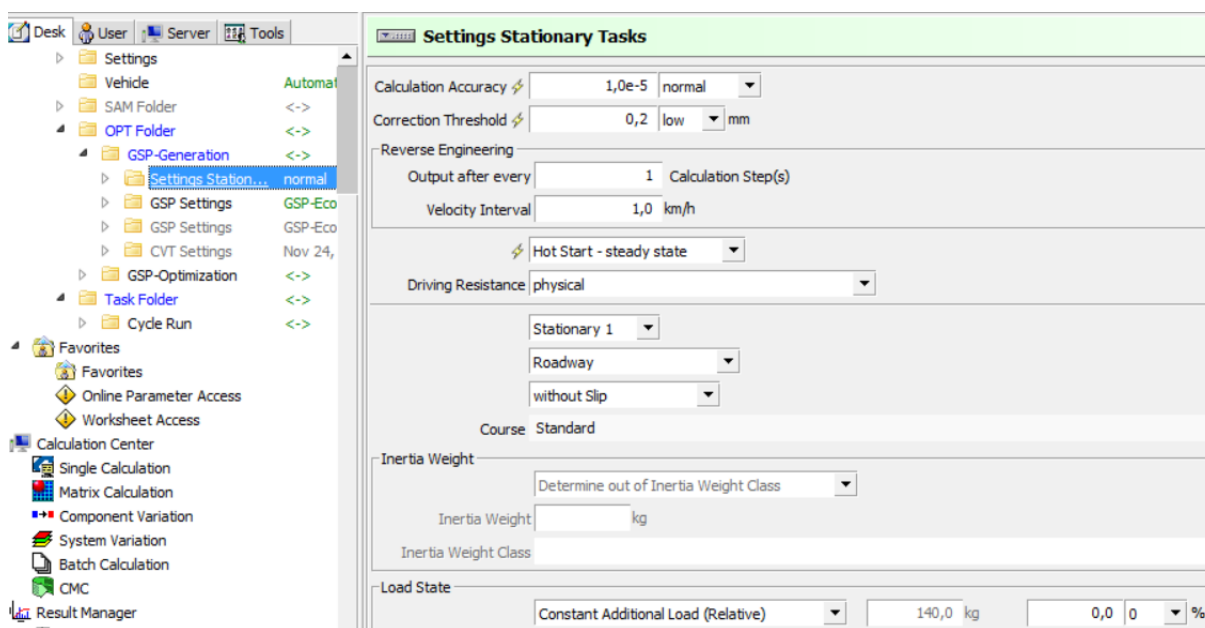 Desk User Server Tools
Settings
Vehicle Automat
SAM Folder <->
OPT Folder <->
GSP-Generation <->
Settings Station... normal
GSP Settings GSP-Eco
GSP Settings GSP-Eco
CVT Settings Nov 24,
GSP-Optimization <->
Task Folder <->
Cycle Run <->
Favorites
Favorites
Online Parameter Access
Worksheet Access
Calculation Center
Single Calculation
Matrix Calculation
Component Variation
System Variation
Batch Calculation
CMC
Result Manager
Settings Stationary Tasks
Calculation Accuracy 1,0e-5 normal
Correction Threshold 0,2 low mm
Reverse Engineering
Output after every 1 Calculation Step(s)
Velocity Interval 1,0 km/h
Hot Start - steady state
Driving Resistance physical
Stationary 1
Roadway
without Slip
Course Standard
Inertia Weight
Determine out of Inertia Weight Class
Inertia Weight kg
Inertia Weight Class
Load State
Constant Additional Load (Relative) 140,0 kg 0,0 0 %